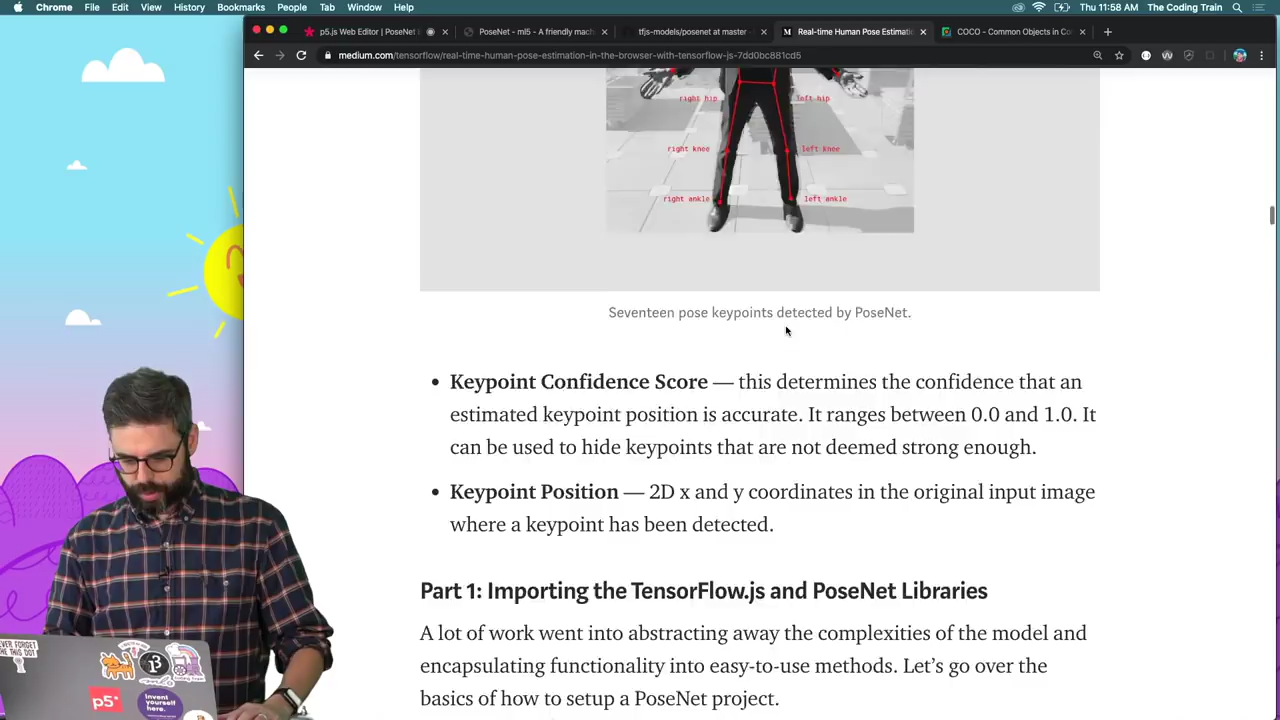 Chrome File Edit View History Bookmarks People Tab Window Help
Thu 11:58 AM The Coding Train
p5.js Web Editor | PoseNet
PoseNet - ml5 - A friendly mach
tfjs-models/posenet at master
Real-time Human Pose Estimati
COCO - Common Objects in Co
medium.com/tensorflow/real-time-human-pose-estimation-in-the-browser-with-tensorflow-js-7dd0bc881cd5
right hip
left hip
right knee
left knee
right ankle
left ankle
Seventeen pose keypoints detected by PoseNet.
• Keypoint Confidence Score — this determines the confidence that an
estimated keypoint position is accurate. It ranges between 0.0 and 1.0. It
can be used to hide keypoints that are not deemed strong enough.
• Keypoint Position — 2D x and y coordinates in the original input image
where a keypoint has been detected.
Part 1: Importing the TensorFlow.js and PoseNet Libraries
A lot of work went into abstracting away the complexities of the model and
encapsulating functionality into easy-to-use methods. Let's go over the
basics of how to setup a PoseNet project.
p5*
Invent
yourself
here.